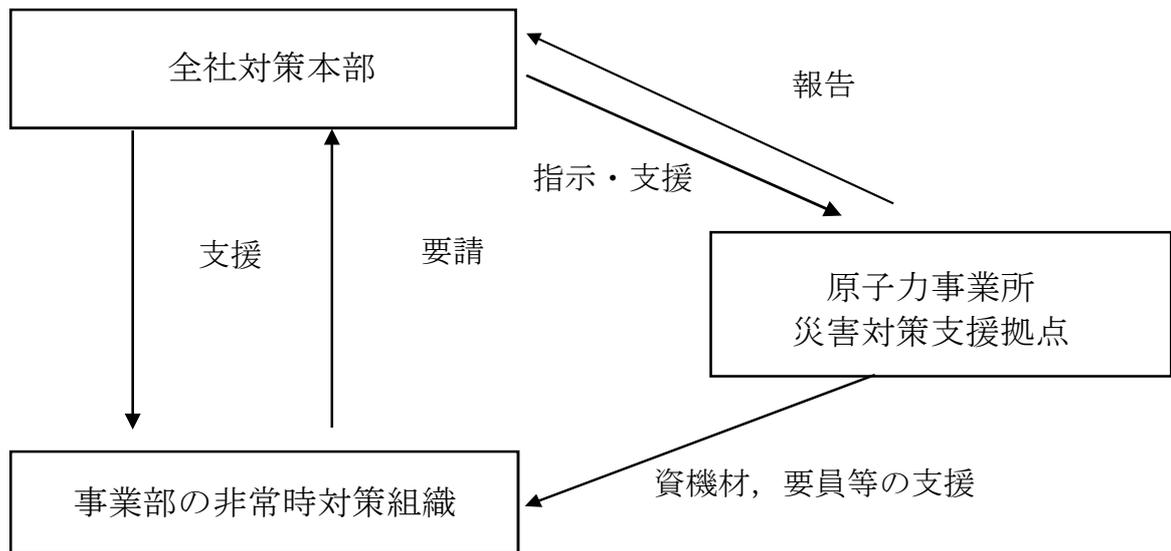 全社対策本部
報告
指示・支援
支援
要請
原子力事業所
災害対策支援拠点
資機材，要員等の支援
事業部の非常時対策組織